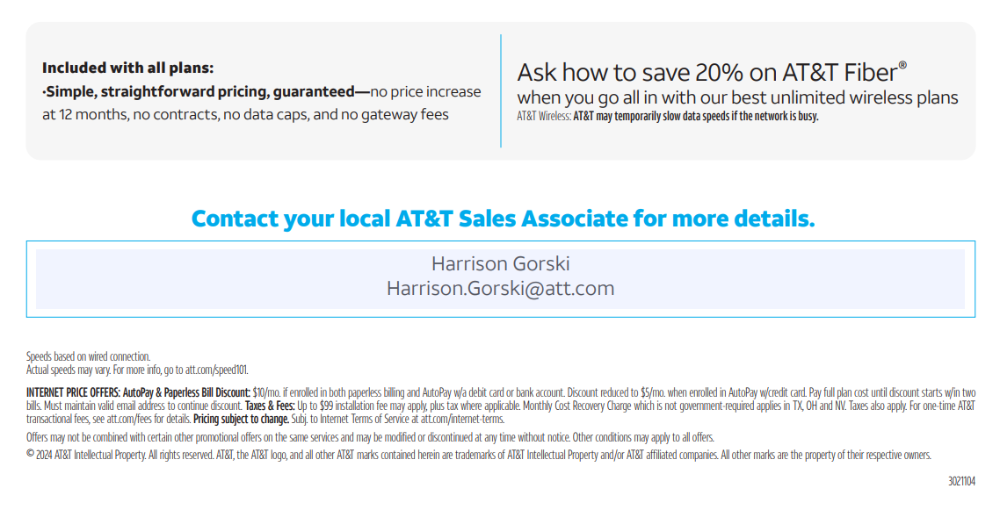 Included with all plans:
·Simple, straightforward pricing, guaranteed—no price increase
at 12 months, no contracts, no data caps, and no gateway fees
Ask how to save 20% on AT&T Fiber®
when you go all in with our best unlimited wireless plans
AT&T Wireless: AT&T may temporarily slow data speeds if the network is busy.
Contact your local AT&T Sales Associate for more details.
Harrison Gorski
Harrison.Gorski@att.com
Speeds based on wired connection.
Actual speeds may vary. For more info, go to att.com/speed101.
INTERNET PRICE OFFERS: AutoPay & Paperless Bill Discount: $10/mo. if enrolled in both paperless billing and AutoPay w/a debit card or bank account. Discount reduced to $5/mo. when enrolled in AutoPay w/credit card. Pay full plan cost until discount starts w/in two
bills. Must maintain valid email address to continue discount. Taxes & Fees: Up to $99 installation fee may apply, plus tax where applicable. Monthly Cost Recovery Charge which is not government-required applies in TX, OH and NV. Taxes also apply. For one-time AT&T
transactional fees, see att.com/fees for details. Pricing subject to change. Subj. to Internet Terms of Service at att.com/internet-terms.
Offers may not be combined with certain other promotional offers on the same services and may be modified or discontinued at any time without notice. Other conditions may apply to all offers.
© 2024 AT&T Intellectual Property. All rights reserved. AT&T, the AT&T logo, and all other AT&T marks contained herein are trademarks of AT&T Intellectual Property and/or AT&T affiliated companies. All other marks are the property of their respective owners.
3021104